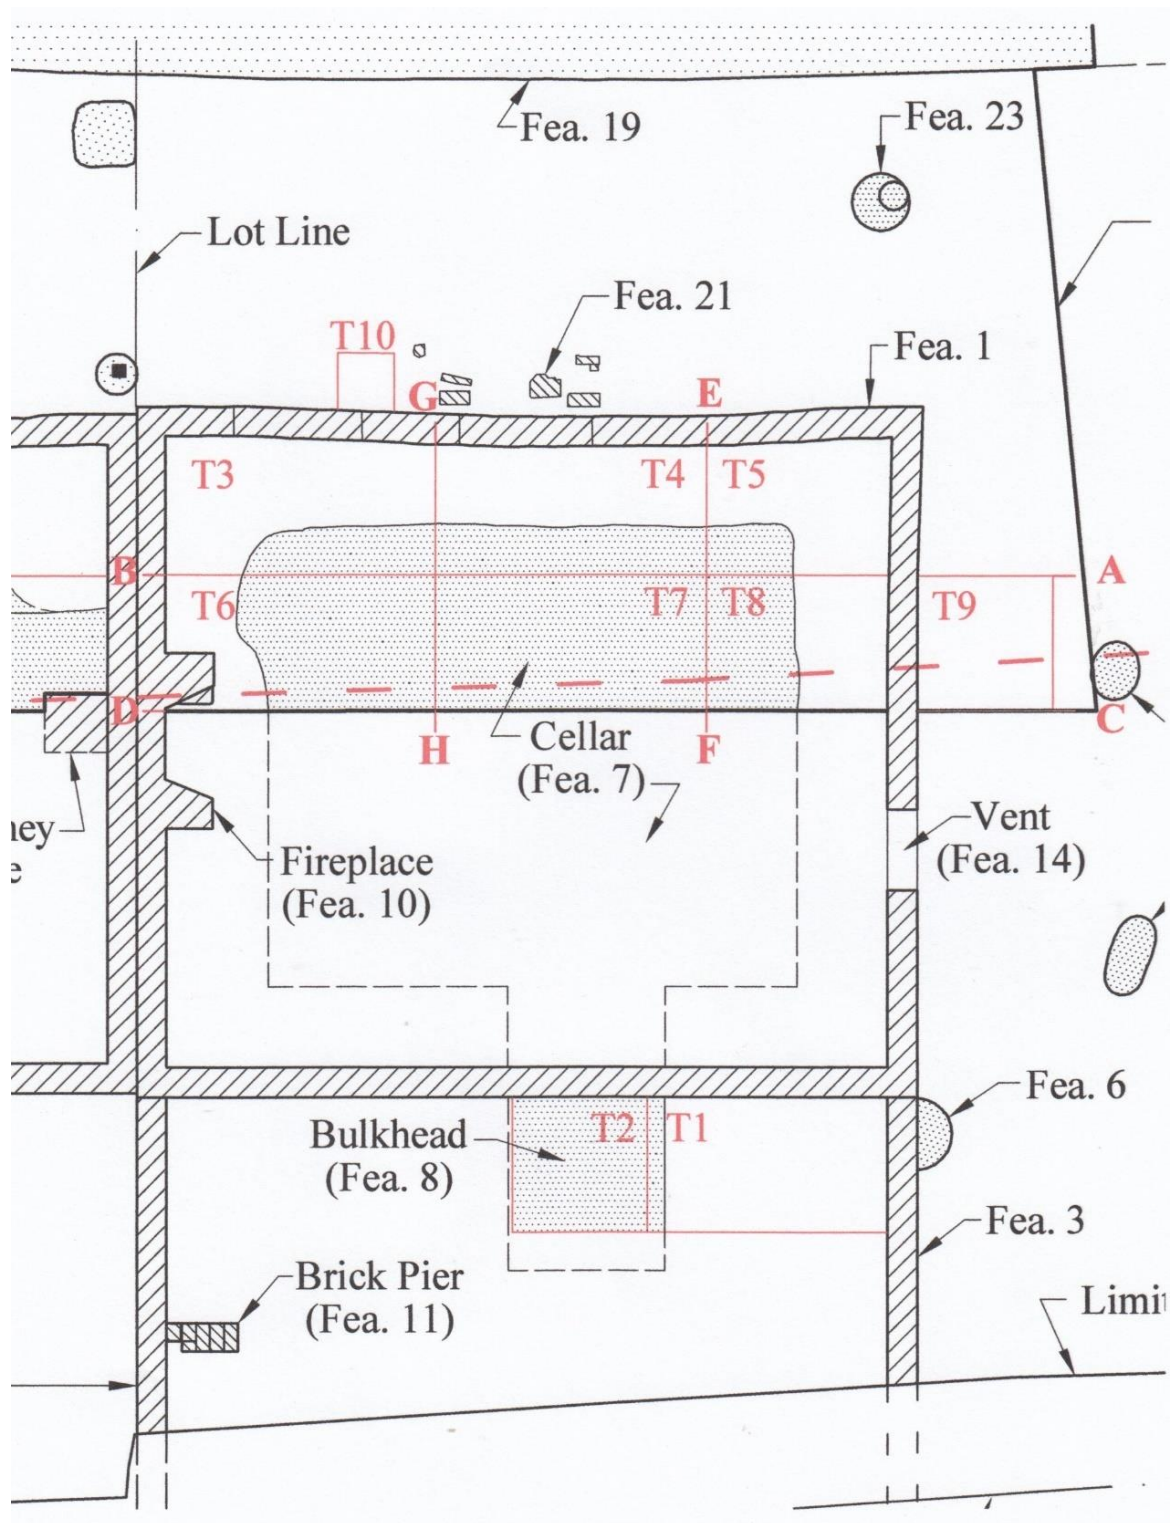 Fea. 19
Fea. 23
Lot Line
Fea. 21
T10
Fea. 1
G
E
T3
T4
T5
B
A
T6
T7
T8
T9
D
C
H
F
Cellar
(Fea. 7)
Vent
(Fea. 14)
Fireplace
(Fea. 10)
Fea. 6
T2
T1
Bulkhead
(Fea. 8)
Fea. 3
Brick Pier
(Fea. 11)